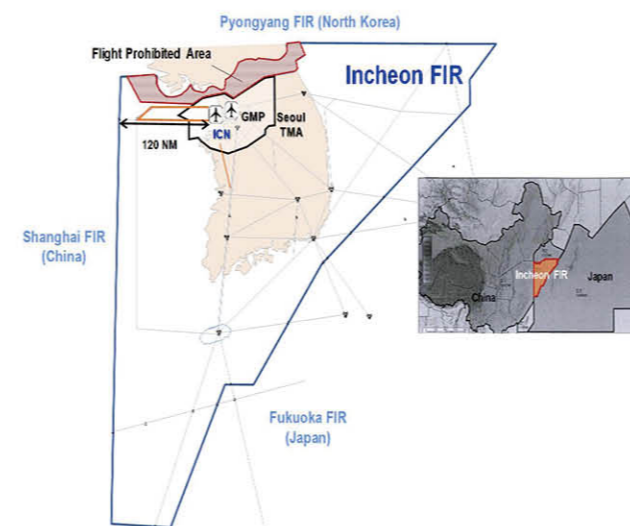 Pyongyang FIR (North Korea)
Flight Prohibited Area
Incheon FIR
GMP
Seoul
TMA
ICN
120 NM
Shanghai FIR
(China)
Incheon FIR
Japan
China
Fukuoka FIR
(Japan)